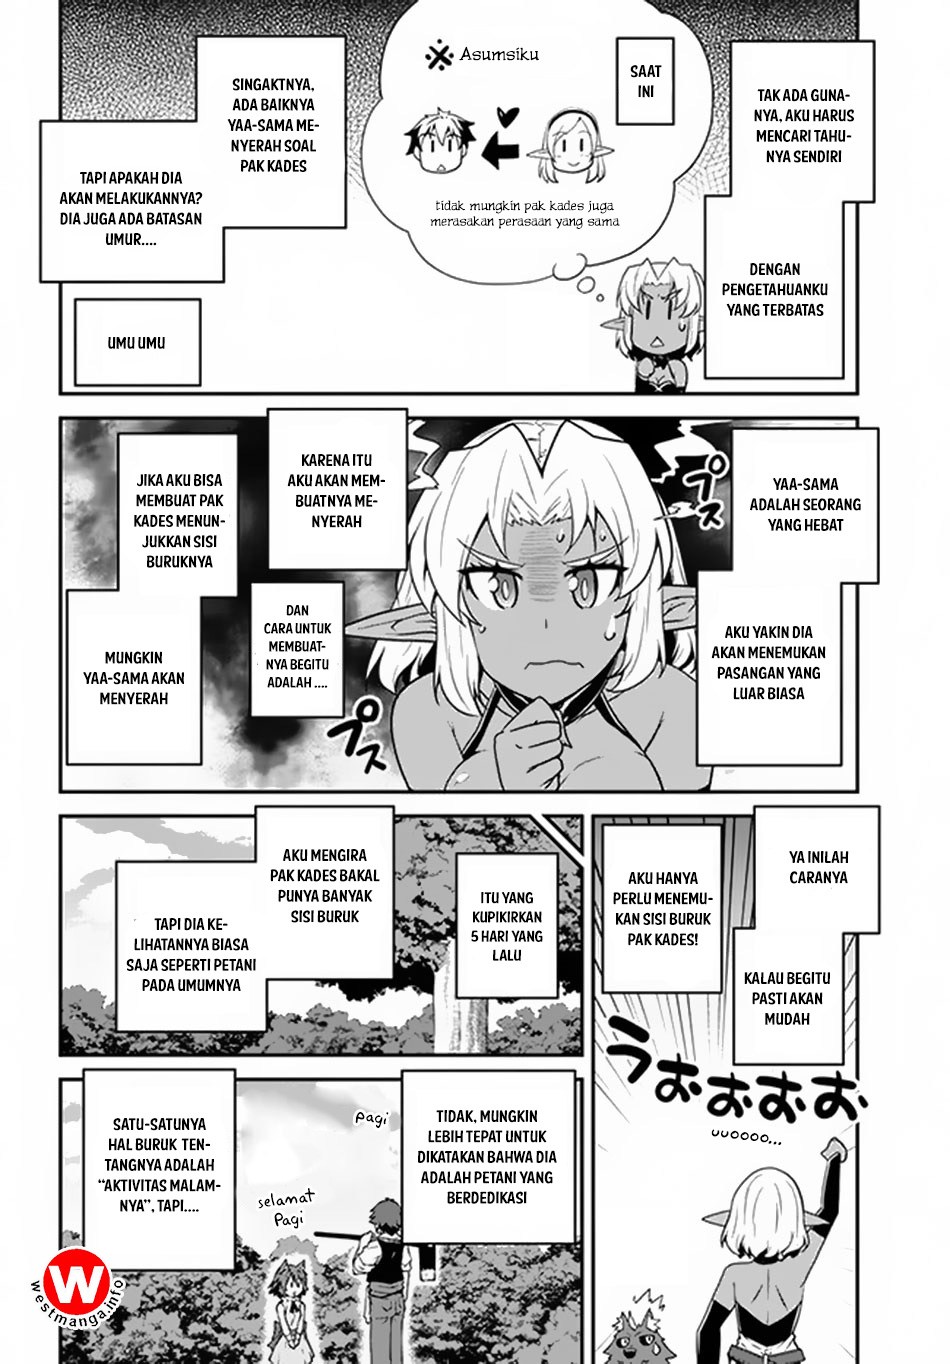 TAK ADA GUNA-
NYA, AKU HARUS
MENCARI TAHU-
NYA SENDIRI
DENGAN
PENGETAHUANKU
YANG TERBATAS
SAAT
INI
※ Asumsiku
tidak mungkin pak kades juga
merasakan perasaan yang sama
SINGAKTNYA,
ADA BAIKNYA
YAA-SAMA ME-
NYERAH SOAL
PAK KADES
TAPI APAKAH DIA
AKAN MELAKUKANNYA?
DIA JUGA ADA BATASAN
UMUR....
UMU UMU
YAA-SAMA
ADALAH SEORANG
YANG HEBAT
AKU YAKIN DIA
AKAN MENEMUKAN
PASANGAN YANG
LUAR BIASA
プス
KARENA ITU
AKU AKAN MEM-
BUATNYA ME-
NYERAH
DAN
CARA UNTUK
MEMBUAT-
NYA BEGITU
ADALAH ....
プス
JIKA AKU BISA
MEMBUAT PAK
KADES MENUN-
JUKKAN SISI
BURUKNYA
MUNGKIN
YAA-SAMA AKAN
MENYERAH
YA INILAH
CARANYA
KALAU BEGITU
PASTI AKAN
MUDAH
AKU HANYA
PERLU MENEMU-
KAN SISI BURUK
PAK KADES!
うおおおお
UUOOOO...
ITU YANG
KUPIKIRKAN
5 HARI YANG
LALU
AKU MENGIRA
PAK KADES BAKAL
PUNYA BANYAK
SISI BURUK
TAPI DIA KE-
LIHATANNYA BIASA
SAJA SEPERTI PETANI
PADA UMUMNYA
TIDAK, MUNGKIN
LEBIH TEPAT UNTUK
DIKATAKAN BAHWA DIA
ADALAH PETANI YANG
BERDEDIKASI
Pagi
selamat
Pagi
SATU-SATUNYA
HAL BURUK TEN-
TANGNYA ADALAH
“AKTIVITAS MALAM-
NYA”, TAPI....
W
westmanga.info